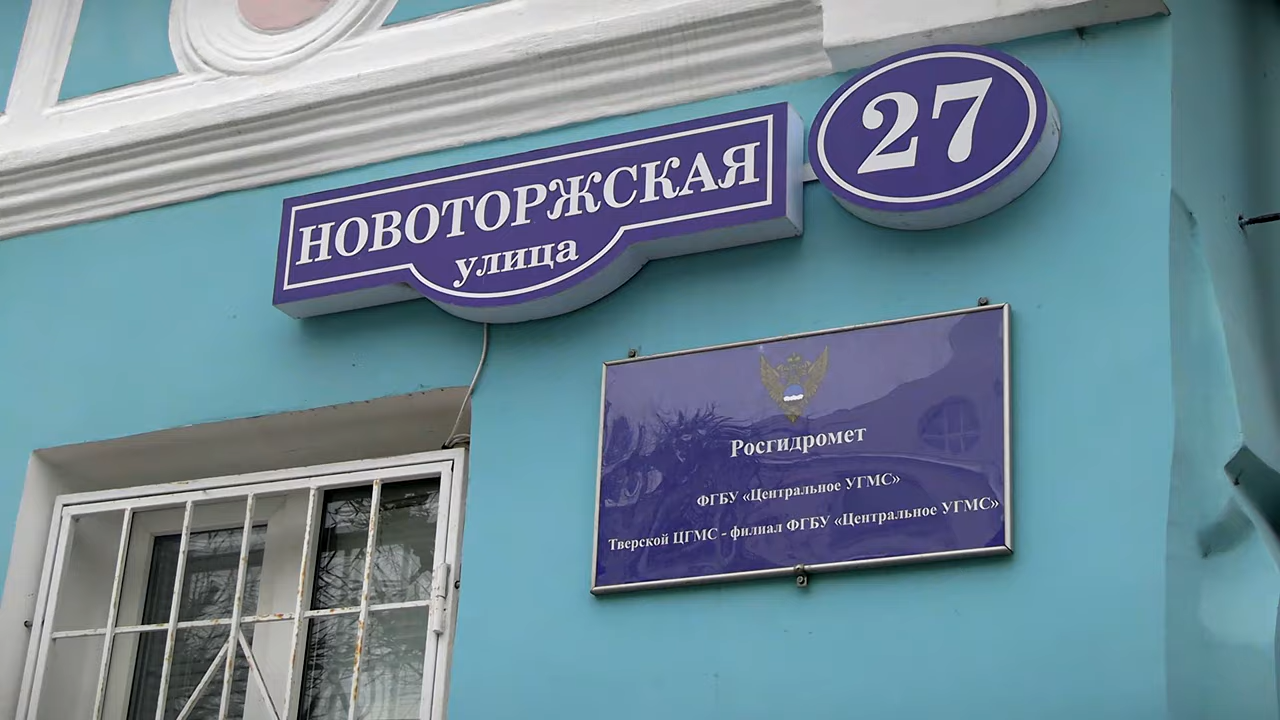 НОВОТОРЖСКАЯ
улица
27
Росгидромет
ФГБУ «Центральное УГМС»
Тверской ЦГМС - филиал ФГБУ «Центральное УГМС»